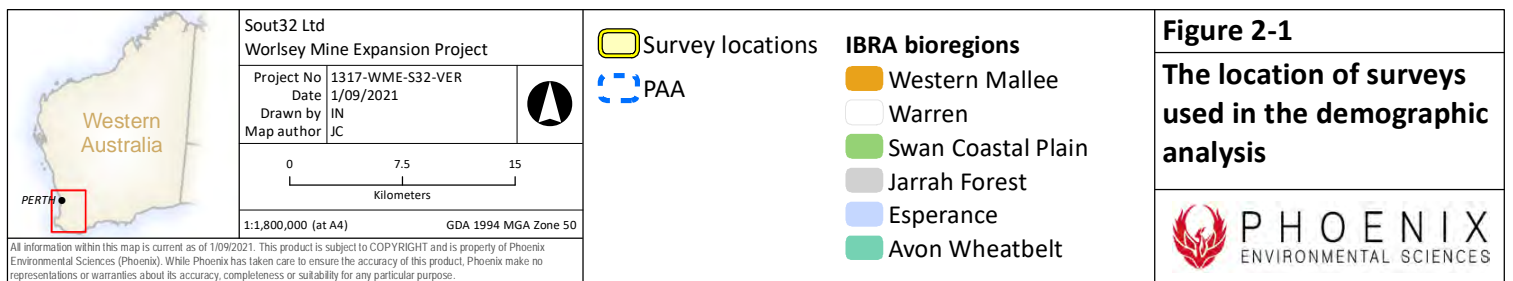 Western
Australia
PERTH
Sout32 Ltd
Worlsey Mine Expansion Project
Project No 1317-WME-S32-VER
Date 1/09/2021
Drawn by IN
Map author JC
0 7.5 15
Kilometers
1:1,800,000 (at A4) GDA 1994 MGA Zone 50
All information within this map is current as of 1/09/2021. This product is subject to COPYRIGHT and is property of Phoenix
Environmental Sciences (Phoenix). While Phoenix has taken care to ensure the accuracy of this product, Phoenix make no
representations or warranties about its accuracy, completeness or suitability for any particular purpose.
Survey locations
PAA
IBRA bioregions
Western Mallee
Warren
Swan Coastal Plain
Jarrah Forest
Esperance
Avon Wheatbelt
Figure 2-1
The location of surveys
used in the demographic
analysis
PHOENIX
ENVIRONMENTAL SCIENCES